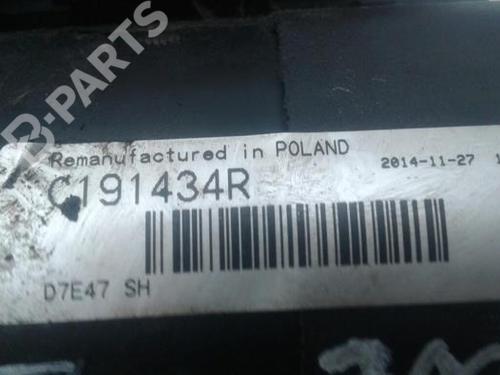 B-PARTS
Remanufactured in POLAND
2014-11-27
C191434R
D7E47 SH